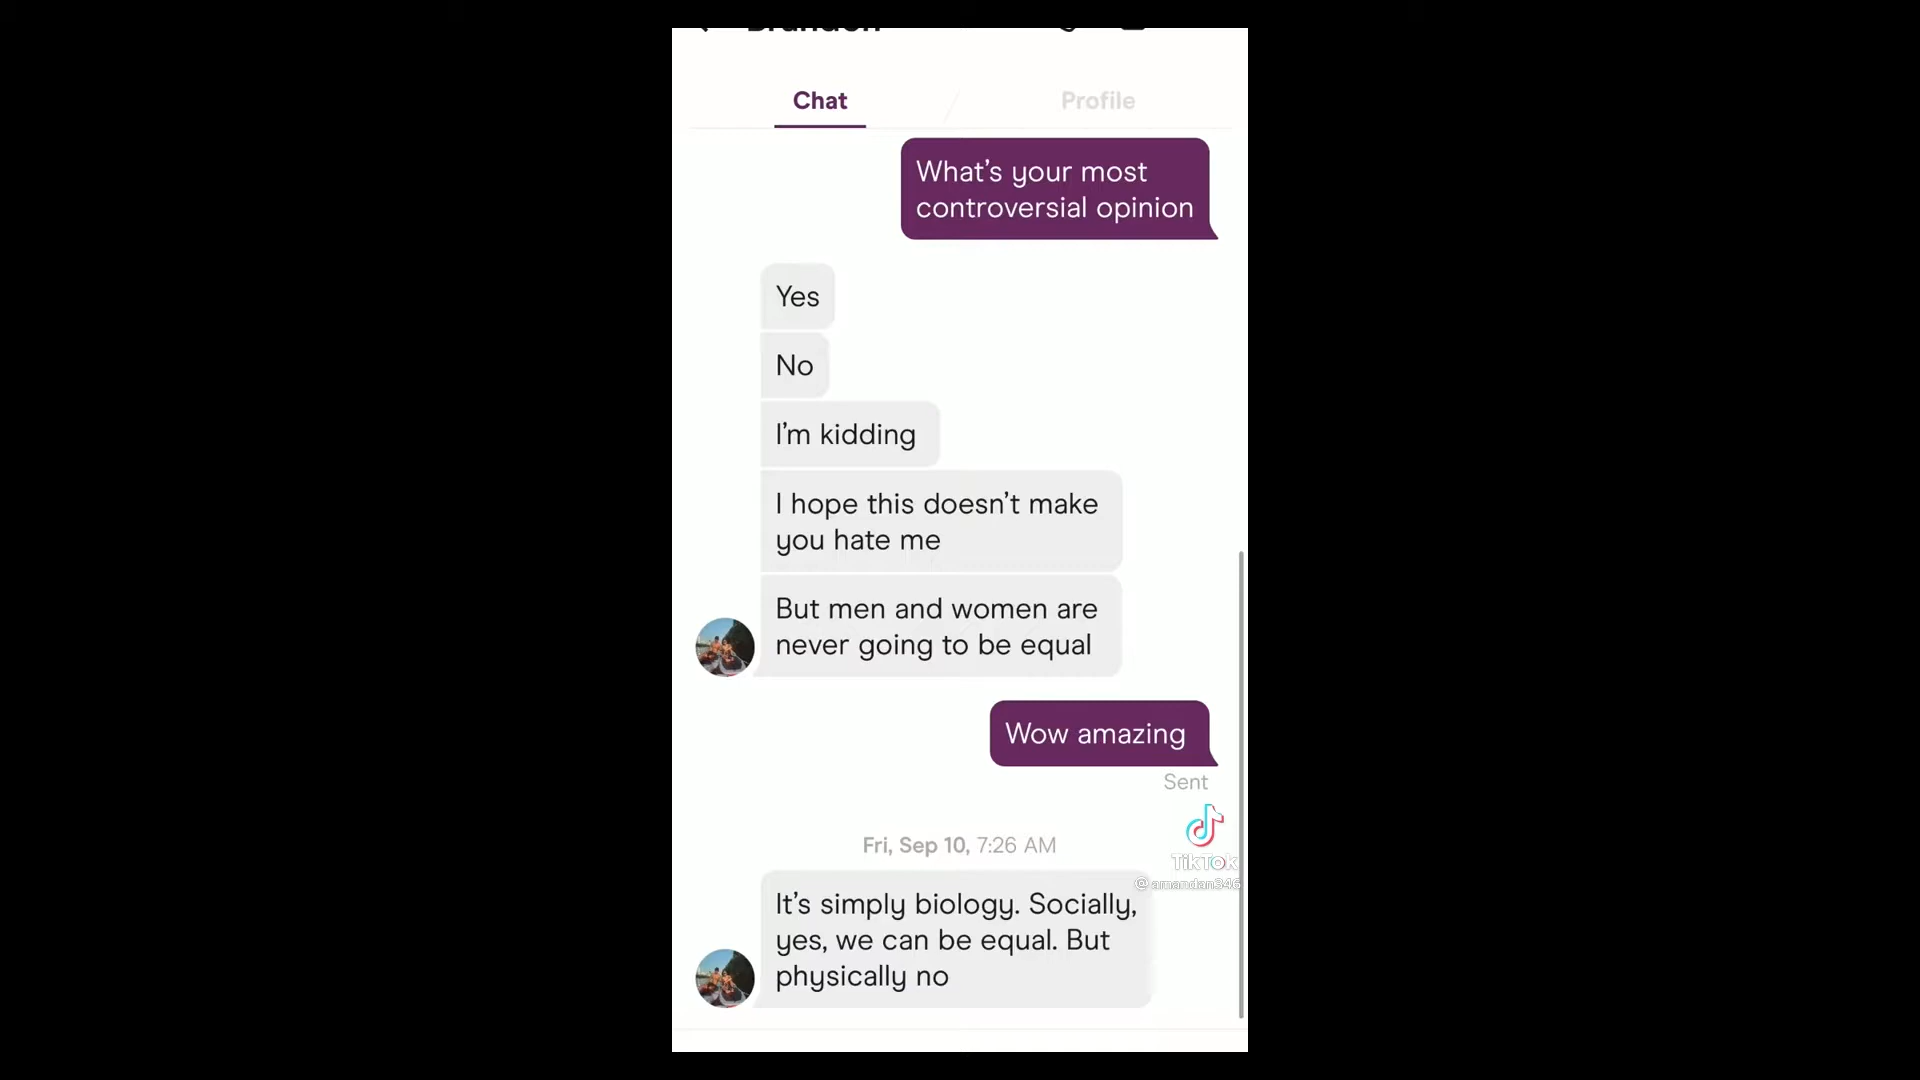 Brandon
Chat
Profile
What's your most
controversial opinion
Yes
No
I'm kidding
I hope this doesn't make
you hate me
But men and women are
never going to be equal
Wow amazing
Sent
TikTok
@amandan346
Fri, Sep 10, 7:26 AM
It's simply biology. Socially,
yes, we can be equal. But
physically no